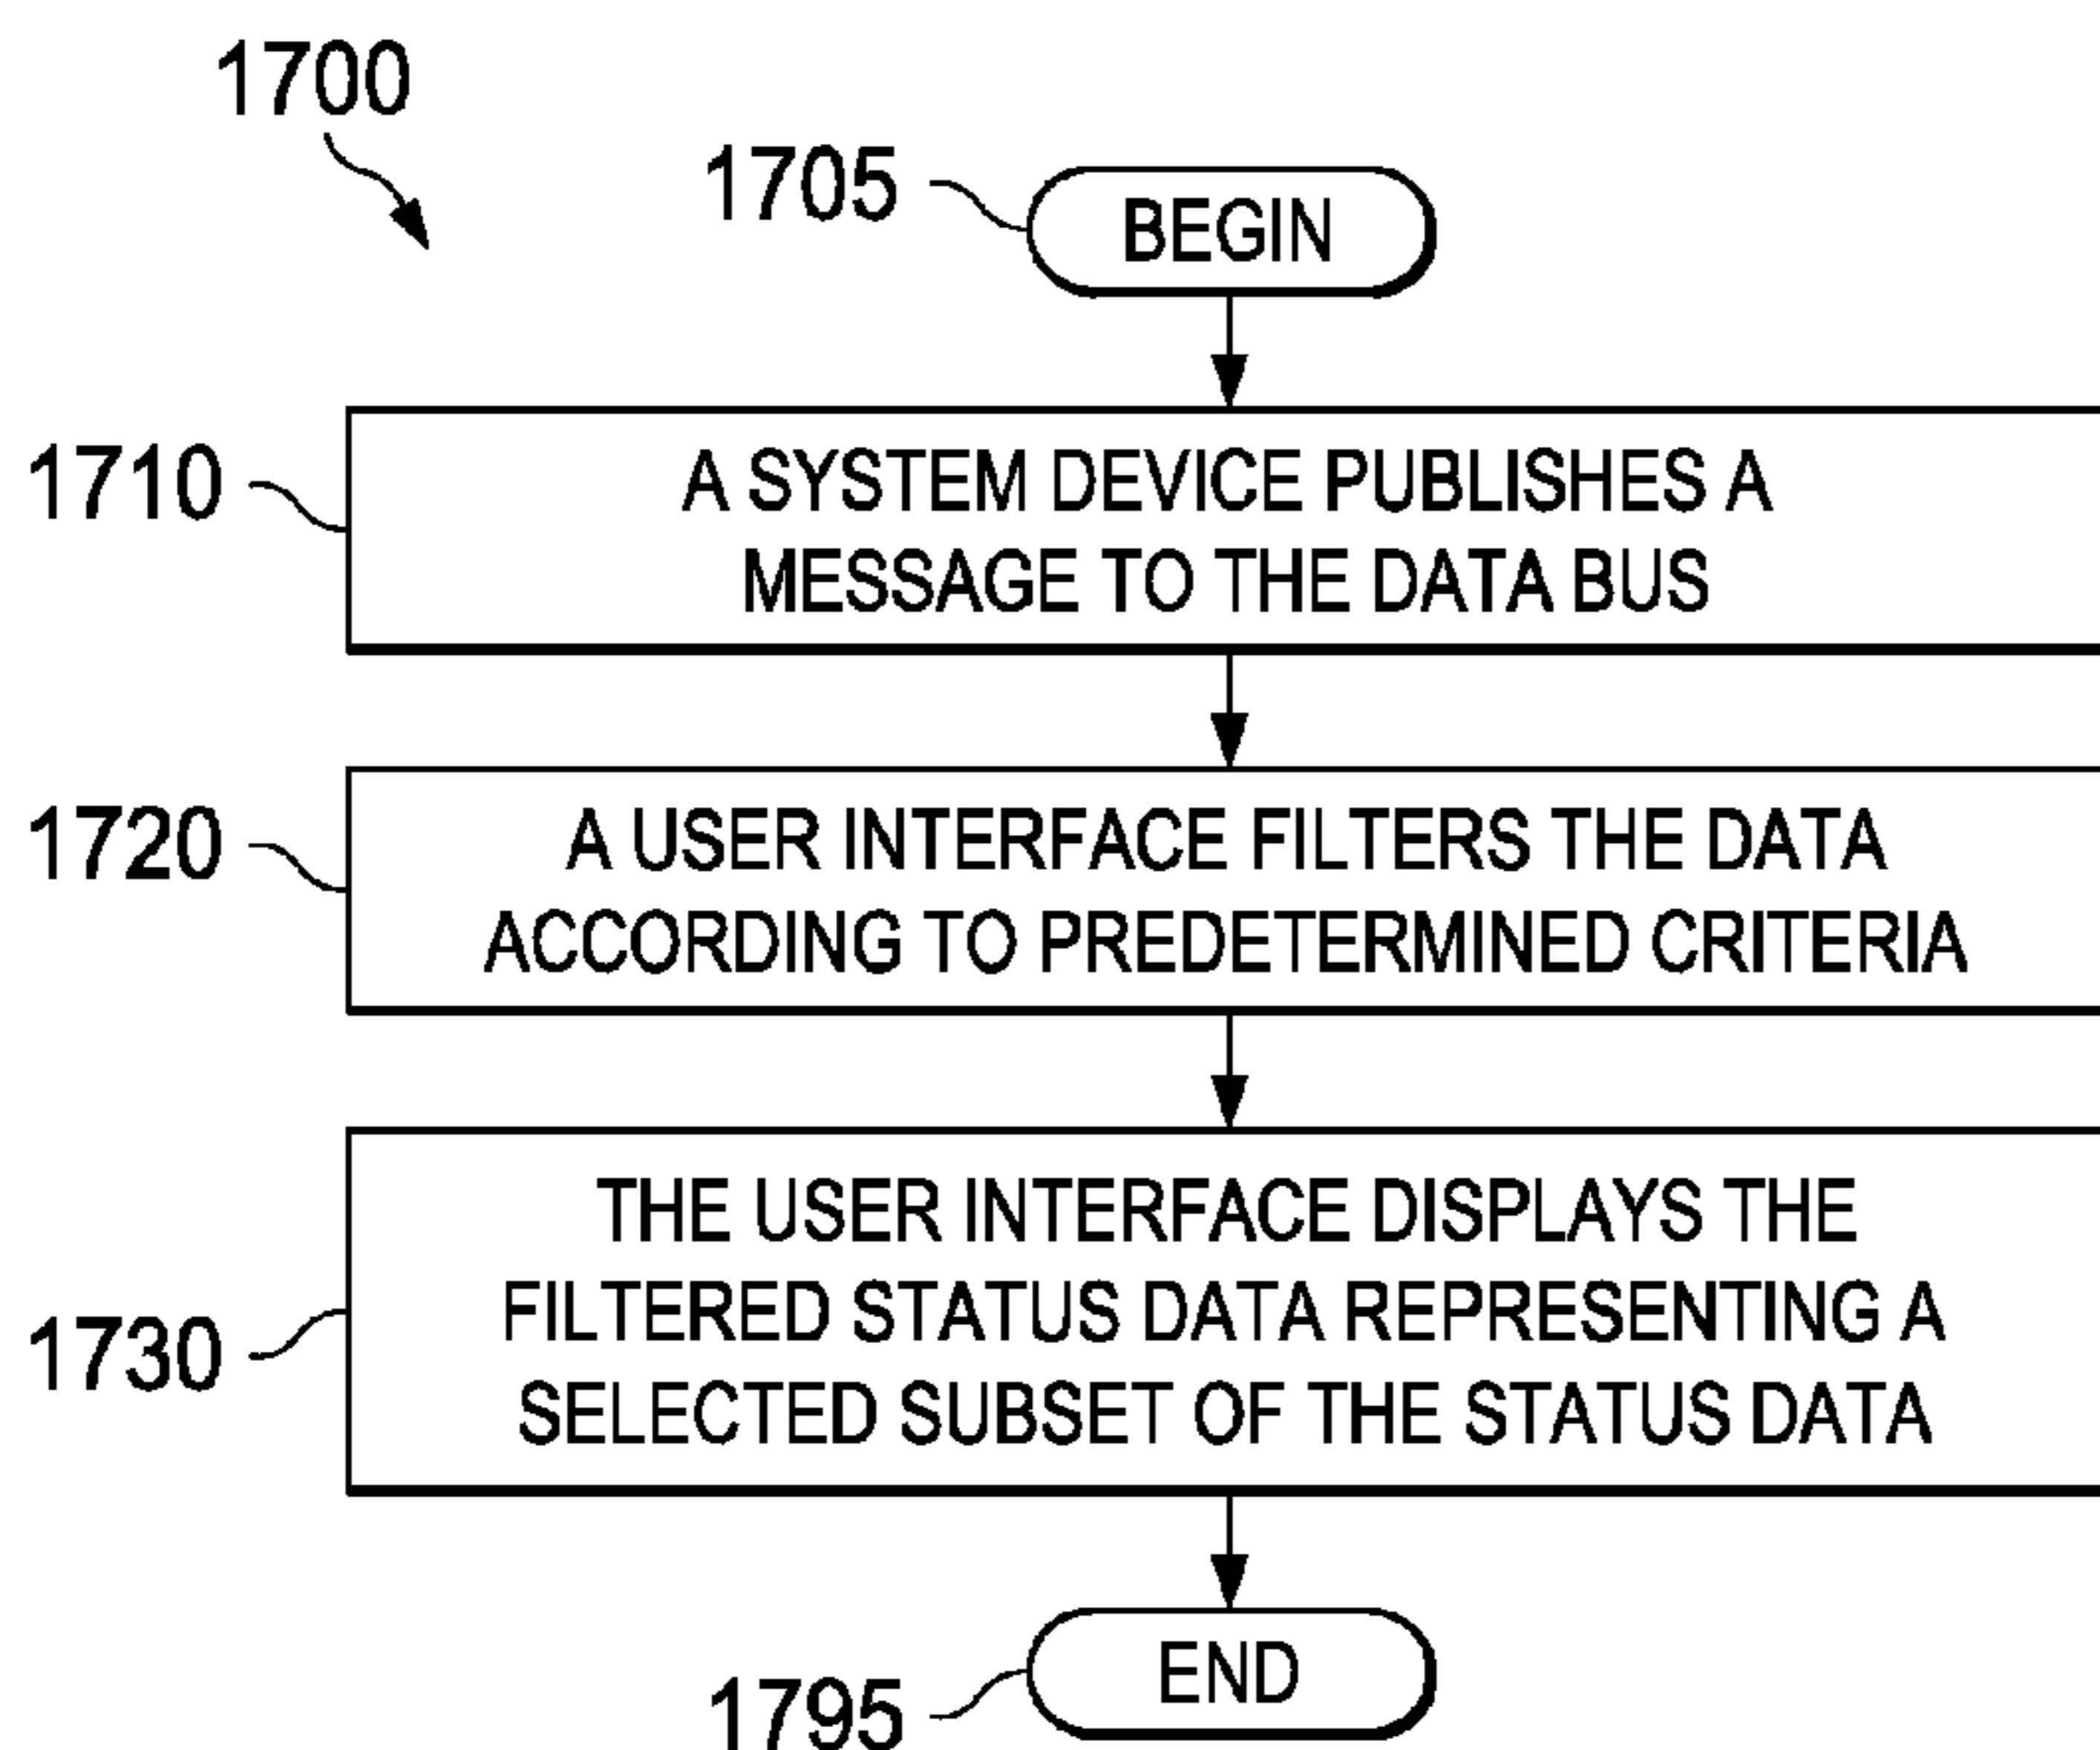 1700
1705
BEGIN
1710
A SYSTEM DEVICE PUBLISHES A
MESSAGE TO THE DATA BUS
1720
A USER INTERFACE FILTERS THE DATA
ACCORDING TO PREDETERMINED CRITERIA
1730
THE USER INTERFACE DISPLAYS THE
FILTERED STATUS DATA REPRESENTING A
SELECTED SUBSET OF THE STATUS DATA
1795
END